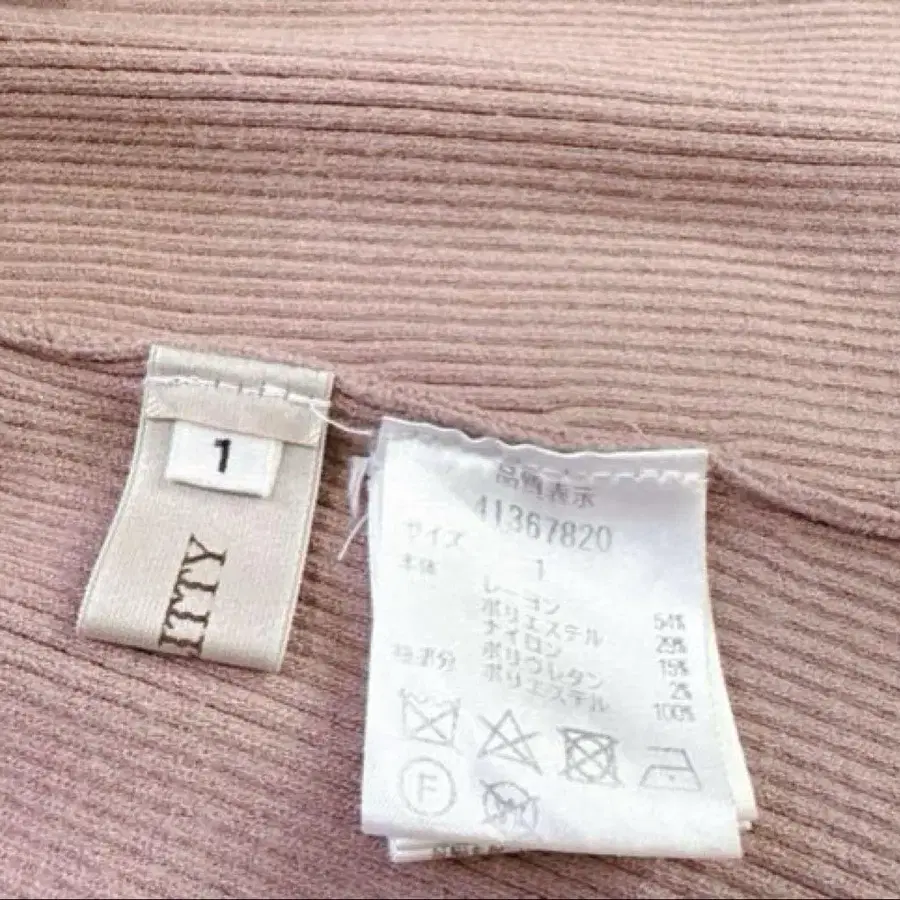 1
ITTY
品質表示
41367820
サイズ 1
本体 レーヨン 54%
ポリエステル 29%
ナイロン 15%
ポリウレタン 2%
ポリエステル 100%
F